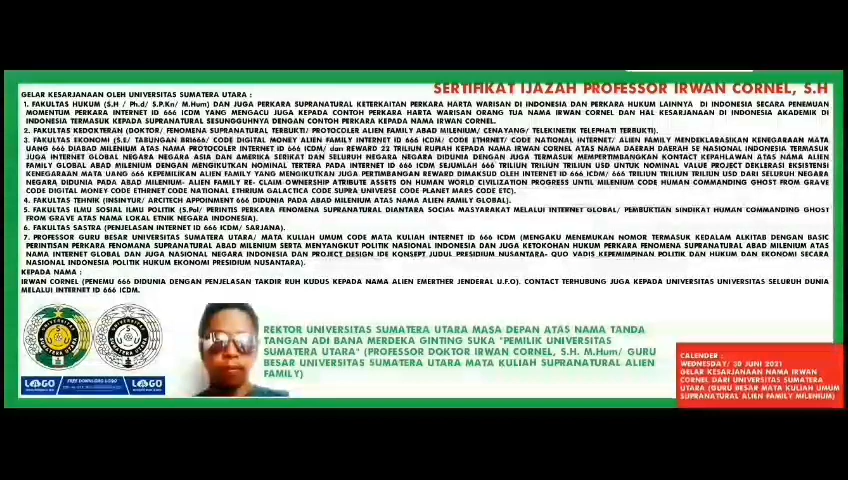 SERTIFIKAT IJAZAH PROFESSOR IRWAN CORNEL, S.H
GELAR KESARJANAAN OLEH UNIVERSITAS SUMATERA UTARA :
1. FAKULTAS HUKUM (S.H / Ph.d/ S.P.Kn/ M.Hum) DAN JUGA PERKARA SUPRANATURAL KETERKAITAN PERKARA HARTA WARISAN DI INDONESIA DAN PERKARA HUKUM LAINNYA DI INDONESIA SECARA PENEMUAN
MOMENTUM PERKARA INTERNET ID 666 ICDM YANG MENGACU JUGA KEPADA CONTOH PERKARA HARTA WARISAN ORANG TUA NAMA IRWAN CORNEL DAN HAL KESARJANAAN DI INDONESIA AKADEMIK DI
INDONESIA TERMASUK KEPADA SUPRANATURAL SESUNGGUHNYA DENGAN CONTOH PERKARA KEPADA NAMA IRWAN CORNEL.
2. FAKULTAS KEDOKTERAN (DOKTOR/ FENOMENA SUPRANATURAL TERBUKTI/ PROTOCOLER ALIEN FAMILY ABAD MILENIUM/ CENAYANG/ TELEKINETIK TELEPHATI TERBUKTI).
3. FAKULTAS EKONOMI (S.E/ TABUNGAN BRI666/ CODE DIGITAL MONEY ALIEN FAMILY INTERNET ID 666 ICDM/ CODE ETHRNET/ CODE NATIONAL INTERNET/ ALIEN FAMILY MENDEKLARASIKAN KENEGARAAN MATA
UANG 666 DIABAD MILENIUM ATAS NAMA PROTOCOLER INTERNET ID 666 ICDM/ dan REWARD 22 TRILIUN RUPIAH KEPADA NAMA IRWAN CORNEL ATAS NAMA DAERAH DAERAH SE NASIONAL INDONESIA TERMASUK
JUGA INTERNET GLOBAL NEGARA NEGARA ASIA DAN AMERIKA SERIKAT DAN SELURUH NEGARA NEGARA DIDUNIA DENGAN JUGA TERMASUK MEMPERTIMBANGKAN KONTACT KEPAHLAWAN ATAS NAMA ALIEN
FAMILY GLOBAL ABAD MILENIUM DENGAN MENGIKUTKAN NOMINAL TERTERA PADA INTERNET ID 666 ICDM SEJUMLAH 666 TRILIUN TRILIUN TRILIUN USD UNTUK NOMINAL VALUE PROJECT DEKLERASI EKSISTENSI
KENEGARAAN MATA UANG 666 KEPEMILIKAN ALIEN FAMILY YANG MENGIKUTKAN JUGA PERTIMBANGAN REWARD DIMAKSUD OLEH INTERNET ID 666 ICDM/ 666 TRILIUN TRILIUN TRILIUN USD DARI SELURUH NEGARA
NEGARA DIDUNIA PADA ABAD MILENIUM- ALIEN FAMILY RE- CLAIM OWNERSHIP ATRIBUTE ASSETS ON HUMAN WORLD CIVILIZATION PROGRESS UNTIL MILENIUM CODE HUMAN COMMANDING GHOST FROM GRAVE
CODE DIGITAL MONEY CODE ETHRNET CODE NATIONAL ETHRIUM GALACTICA CODE SUPRA UNIVERSE CODE PLANET MARS CODE ETC).
4. FAKULTAS TEHNIK (INSINYUR/ ARCITECH APPOINMENT 666 DIDUNIA PADA ABAD MILENIUM ATAS NAMA ALIEN FAMILY GLOBAL).
5. FAKULTAS ILMU SOSIAL ILMU POLITIK (S.Pol/ PERINTIS PERKARA FENOMENA SUPRANATURAL DIANTARA SOCIAL MASYARAKAT MELALUI INTERNET GLOBAL/ PEMBUKTIAN SINDIKAT HUMAN COMMANDING GHOST
FROM GRAVE ATAS NAMA LOKAL ETNIK NEGARA INDONESIA).
6. FAKULTAS SASTRA (PENJELASAN INTERNET ID 666 ICDM/ SARJANA).
7. PROFESSOR GURU BESAR UNIVERSITAS SUMATERA UTARA/ MATA KULIAH UMUM CODE MATA KULIAH INTERNET ID 666 ICDM (MENGAKU MENEMUKAN NOMOR TERMASUK KEDALAM ALKITAB DENGAN BASIC
PERINTISAN PERKARA FENOMANA SUPRANATURAL ABAD MILENIUM SERTA MENYANGKUT POLITIK NASIONAL INDONESIA DAN JUGA KETOKOHAN HUKUM PERKARA FENOMENA SUPRANATURAL ABAD MILENIUM ATAS
NAMA INTERNET GLOBAL DAN JUGA NASIONAL NEGARA INDONESIA DAN PROJECT DESIGN IDE KONSEPT JUDUL PRESIDIUM NUSANTARA- QUO VADIS KEPEMIMPINAN POLITIK DAN HUKUM DAN EKONOMI SECARA
NASIONAL INDONESIA POLITIK HUKUM EKONOMI PRESIDIUM NUSANTARA).
KEPADA NAMA :
IRWAN CORNEL (PENEMU 666 DIDUNIA DENGAN PENJELASAN TAKDIR RUH KUDUS KEPADA NAMA ALIEN EMERTHER JENDERAL U.F.O). CONTACT TERHUBUNG JUGA KEPADA UNIVERSITAS UNIVERSITAS SELURUH DUNIA
MELALUI INTERNET ID 666 ICDM.
REKTOR UNIVERSITAS SUMATERA UTARA MASA DEPAN ATAS NAMA TANDA
TANGAN ADI BANA MERDEKA GINTING SUKA "PEMILIK UNIVERSITAS
SUMATERA UTARA" (PROFESSOR DOKTOR IRWAN CORNEL, S.H. M.Hum/ GURU
BESAR UNIVERSITAS SUMATERA UTARA MATA KULIAH SUPRANATURAL ALIEN
FAMILY)
CALENDER :
WEDNESDAY/ 30 JUNI 2021
GELAR KESARJANAAN NAMA IRWAN
CORNEL DARI UNIVERSITAS SUMATERA
UTARA (GURU BESAR MATA KULIAH UMUM
SUPRANATURAL ALIEN FAMILY MILENIUM)
LOGO
FREE DOWNLOAD LOGO
LOGO